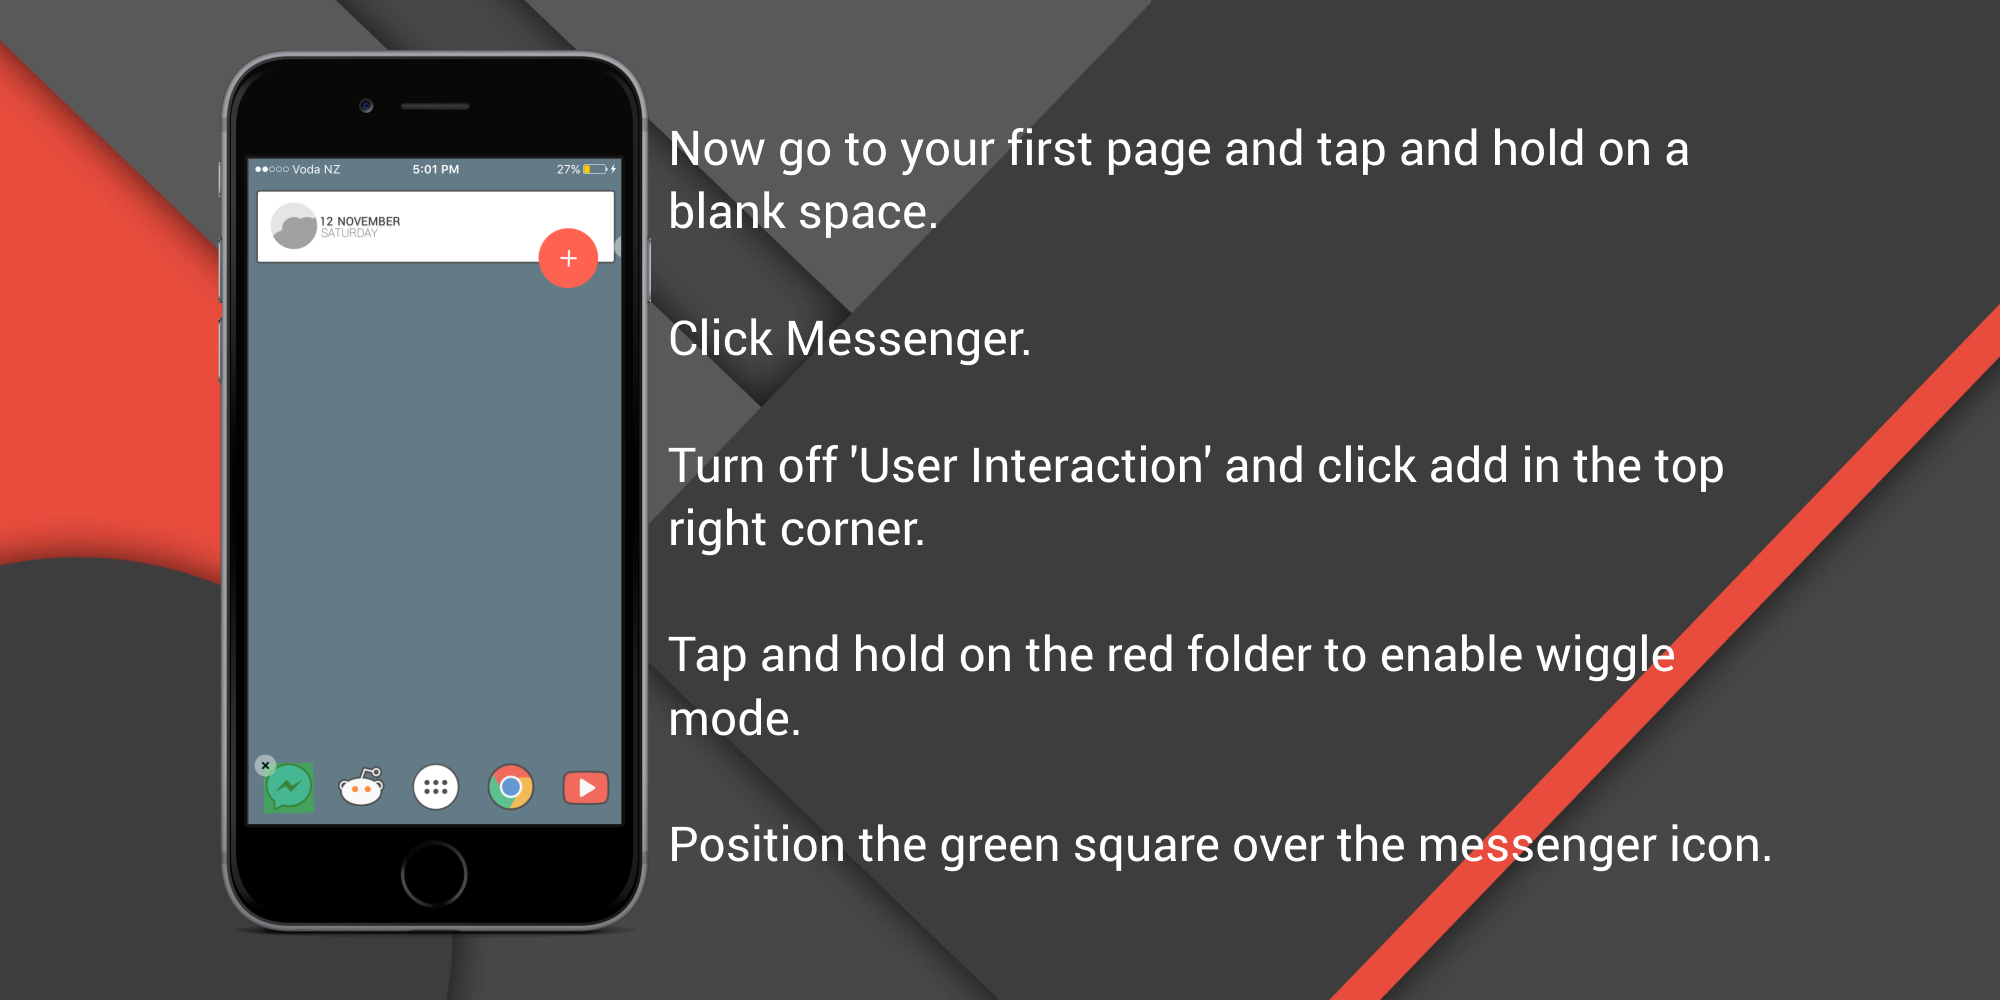 Voda NZ
5:01 PM
27%
12 NOVEMBER
SATURDAY
Now go to your first page and tap and hold on a
blank space.
Click Messenger.
Turn off 'User Interaction' and click add in the top
right corner.
Tap and hold on the red folder to enable wiggle
mode.
Position the green square over the messenger icon.